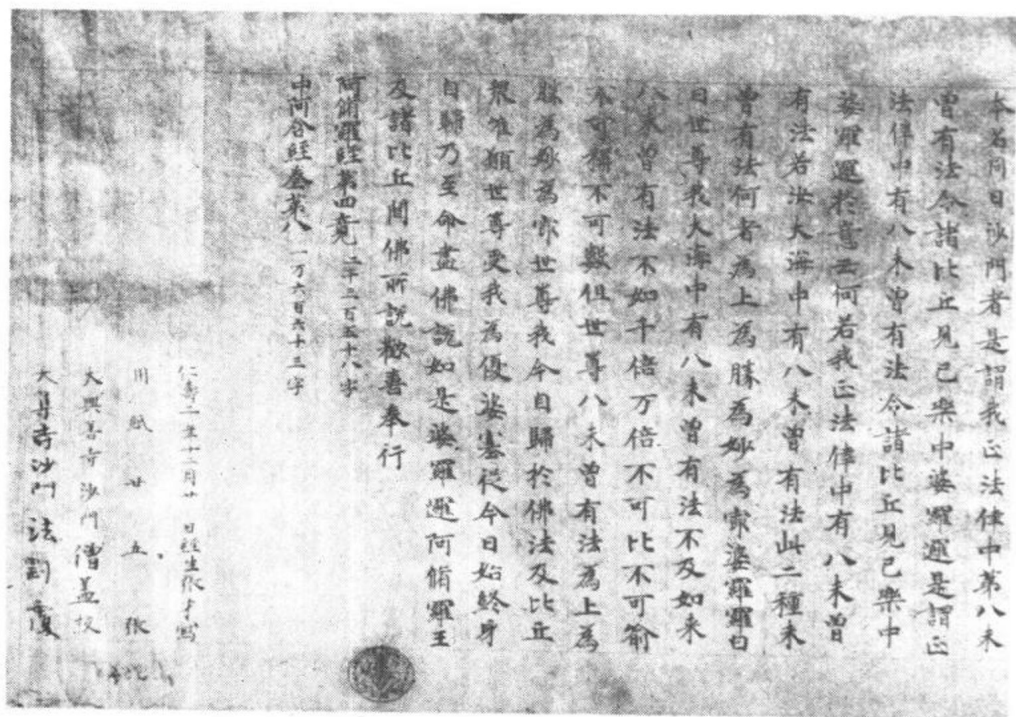 本名同曰沙門者是謂我正法律中第八未
曾有法令諸比丘見已樂中婆羅邏是謂正
法律中有八未曾有法令諸比丘見已樂中
婆羅邏於意云何若我正法律中有八未曾
有法若汝大海中有八未曾有法此二種未
曾有法何者為上為勝為妙為㝡婆羅邏白
曰世尊我大海中有八未曾有法不及如来
八未曾有法不如千倍万倍不可比不可喻
不可稱不可數但世尊八未曾有法為上為
勝為妙為㝡世尊我今自歸於佛法及比丘
衆唯願世尊受我為優婆塞從今日始終身
自歸乃至命盡佛說如是婆羅邏阿脩羅王
及諸比丘聞佛所說歡喜奉行
阿脩羅經第四竟 二千二百五十八字
中阿含經卷第八 一万六百六十三字
仁壽二年十二月廿 日經生張才寫
用紙廿五張
大興善寺沙門僧蓋校
大集寺沙門法剛覆